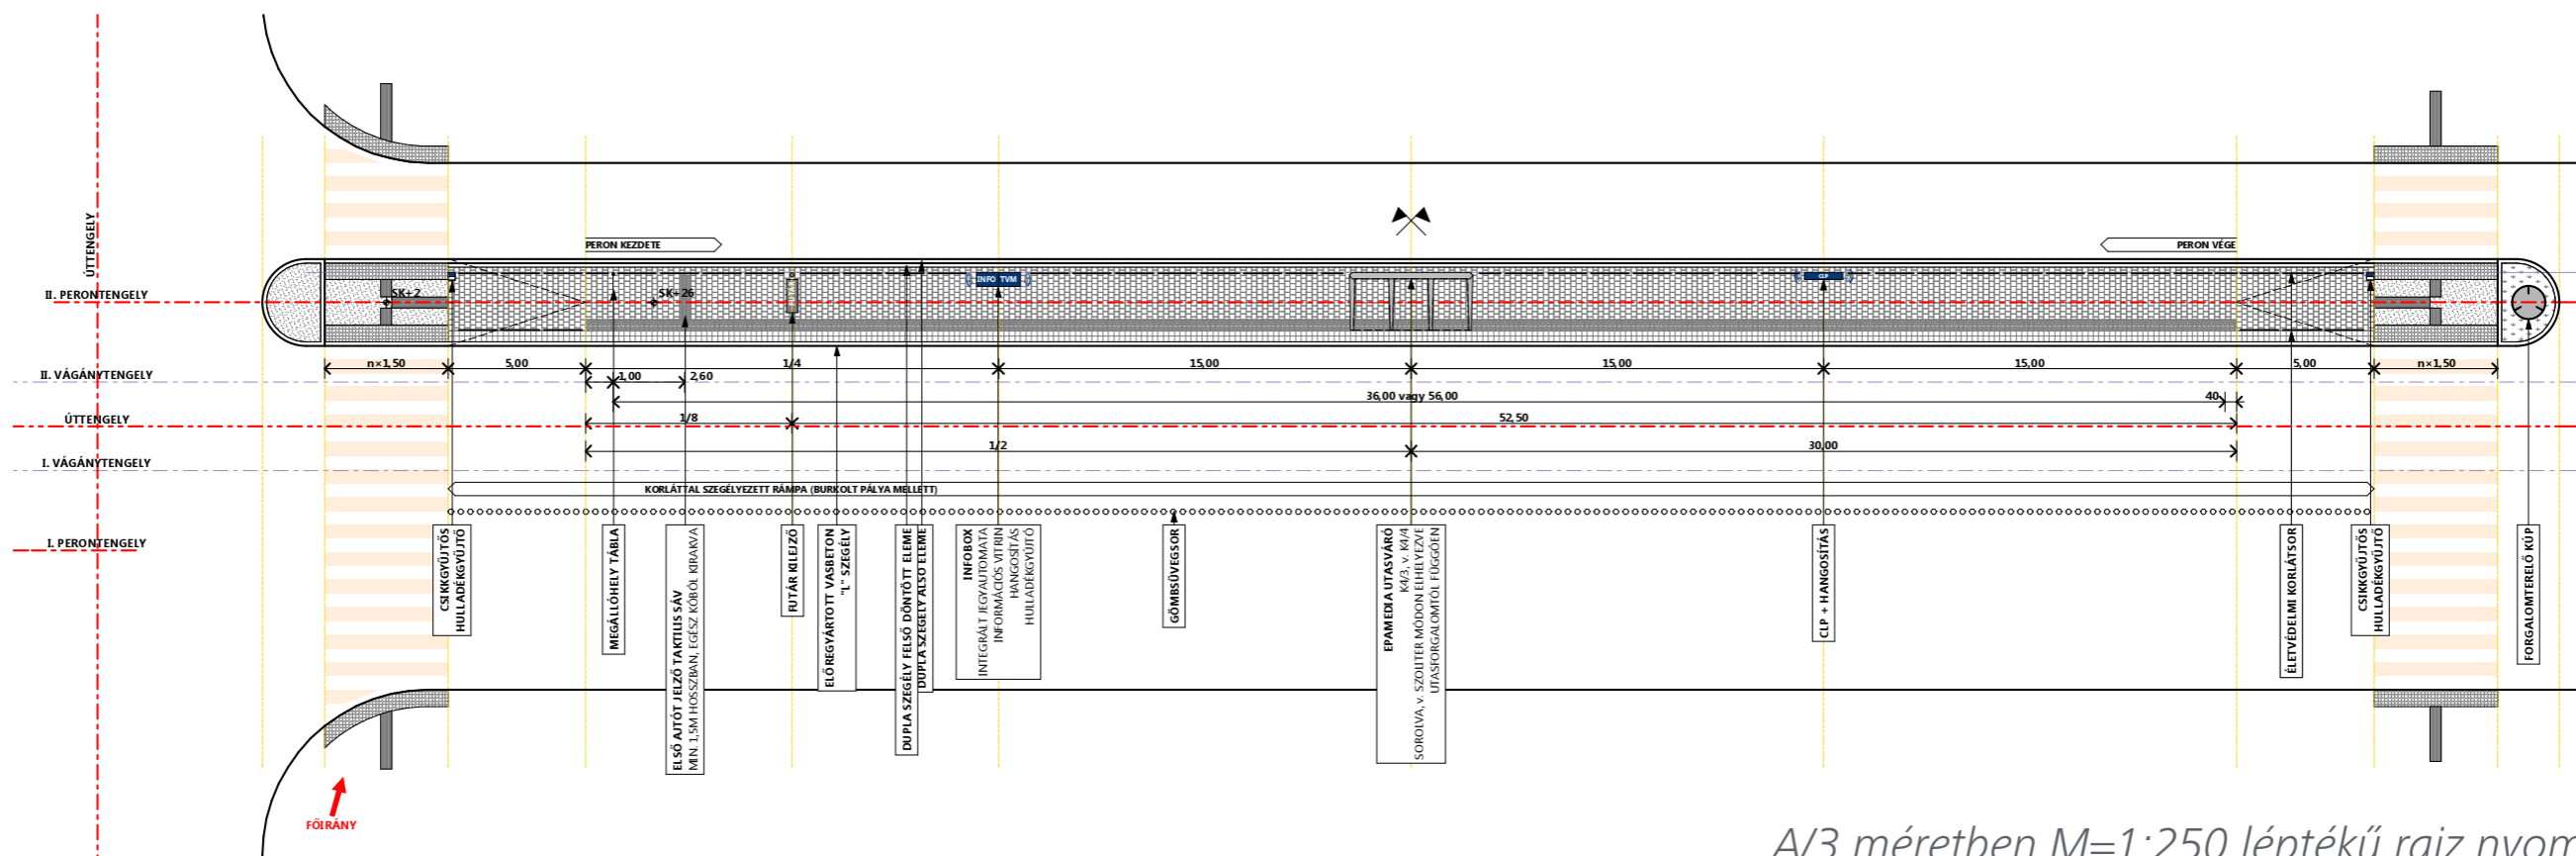 ÚTTENGELY
PERON KEZDETE
PERON VÉGE
II. PERONTENGELY
SK+2
SK+26
INFO TVM
CLP
n×1,50
5,00
1/4
15,00
15,00
15,00
5,00
n×1,50
II. VÁGÁNYTENGELY
1,00
2,60
36,00 vagy 56,00
40
ÚTTENGELY
1/8
52,50
1/2
30,00
I. VÁGÁNYTENGELY
KORLÁTTAL SZEGÉLYEZETT RÁMPA (BURKOLT PÁLYA MELLETT)
I. PERONTENGELY
CSIKKGYŰJTŐS
HULLADÉKGYŰJTŐ
MEGÁLLÓHELY TÁBLA
ELSŐ AJTÓT JELZŐ TAKTILIS SÁV
MIN. 1,5M HOSSZBAN, EGÉSZ KŐBŐL KIRAKVA
FUTÁR KIJELZŐ
ELŐREGYÁRTOTT VASBETON
"L" SZEGÉLY
DUPLA SZEGÉLY FELSŐ DÖNTÖTT ELEME
DUPLA SZEGÉLY ALSÓ ELEME
INFOBOX
INTEGRÁLT JEGYAUTOMATA
INFORMÁCIÓS VITRIN
HANGOSÍTÁS
HULLADÉKGYŰJTŐ
GÖMBSÜVEGSOR
EPAMEDIA UTASVÁRÓ
K4/3, v. K4/4
SOROLVA, v. SZOLITER MÓDON ELHELYEZVE
UTASFORGALOMTÓL FÜGGŐEN
CLP + HANGOSÍTÁS
ÉLETVÉDELMI KORLÁTSOR
CSIKKGYŰJTŐS
HULLADÉKGYŰJTŐ
FORGALOMTERELŐ KÚP
FŐIRÁNY
A/3 méretben M=1:250 léptékű rajz nyom